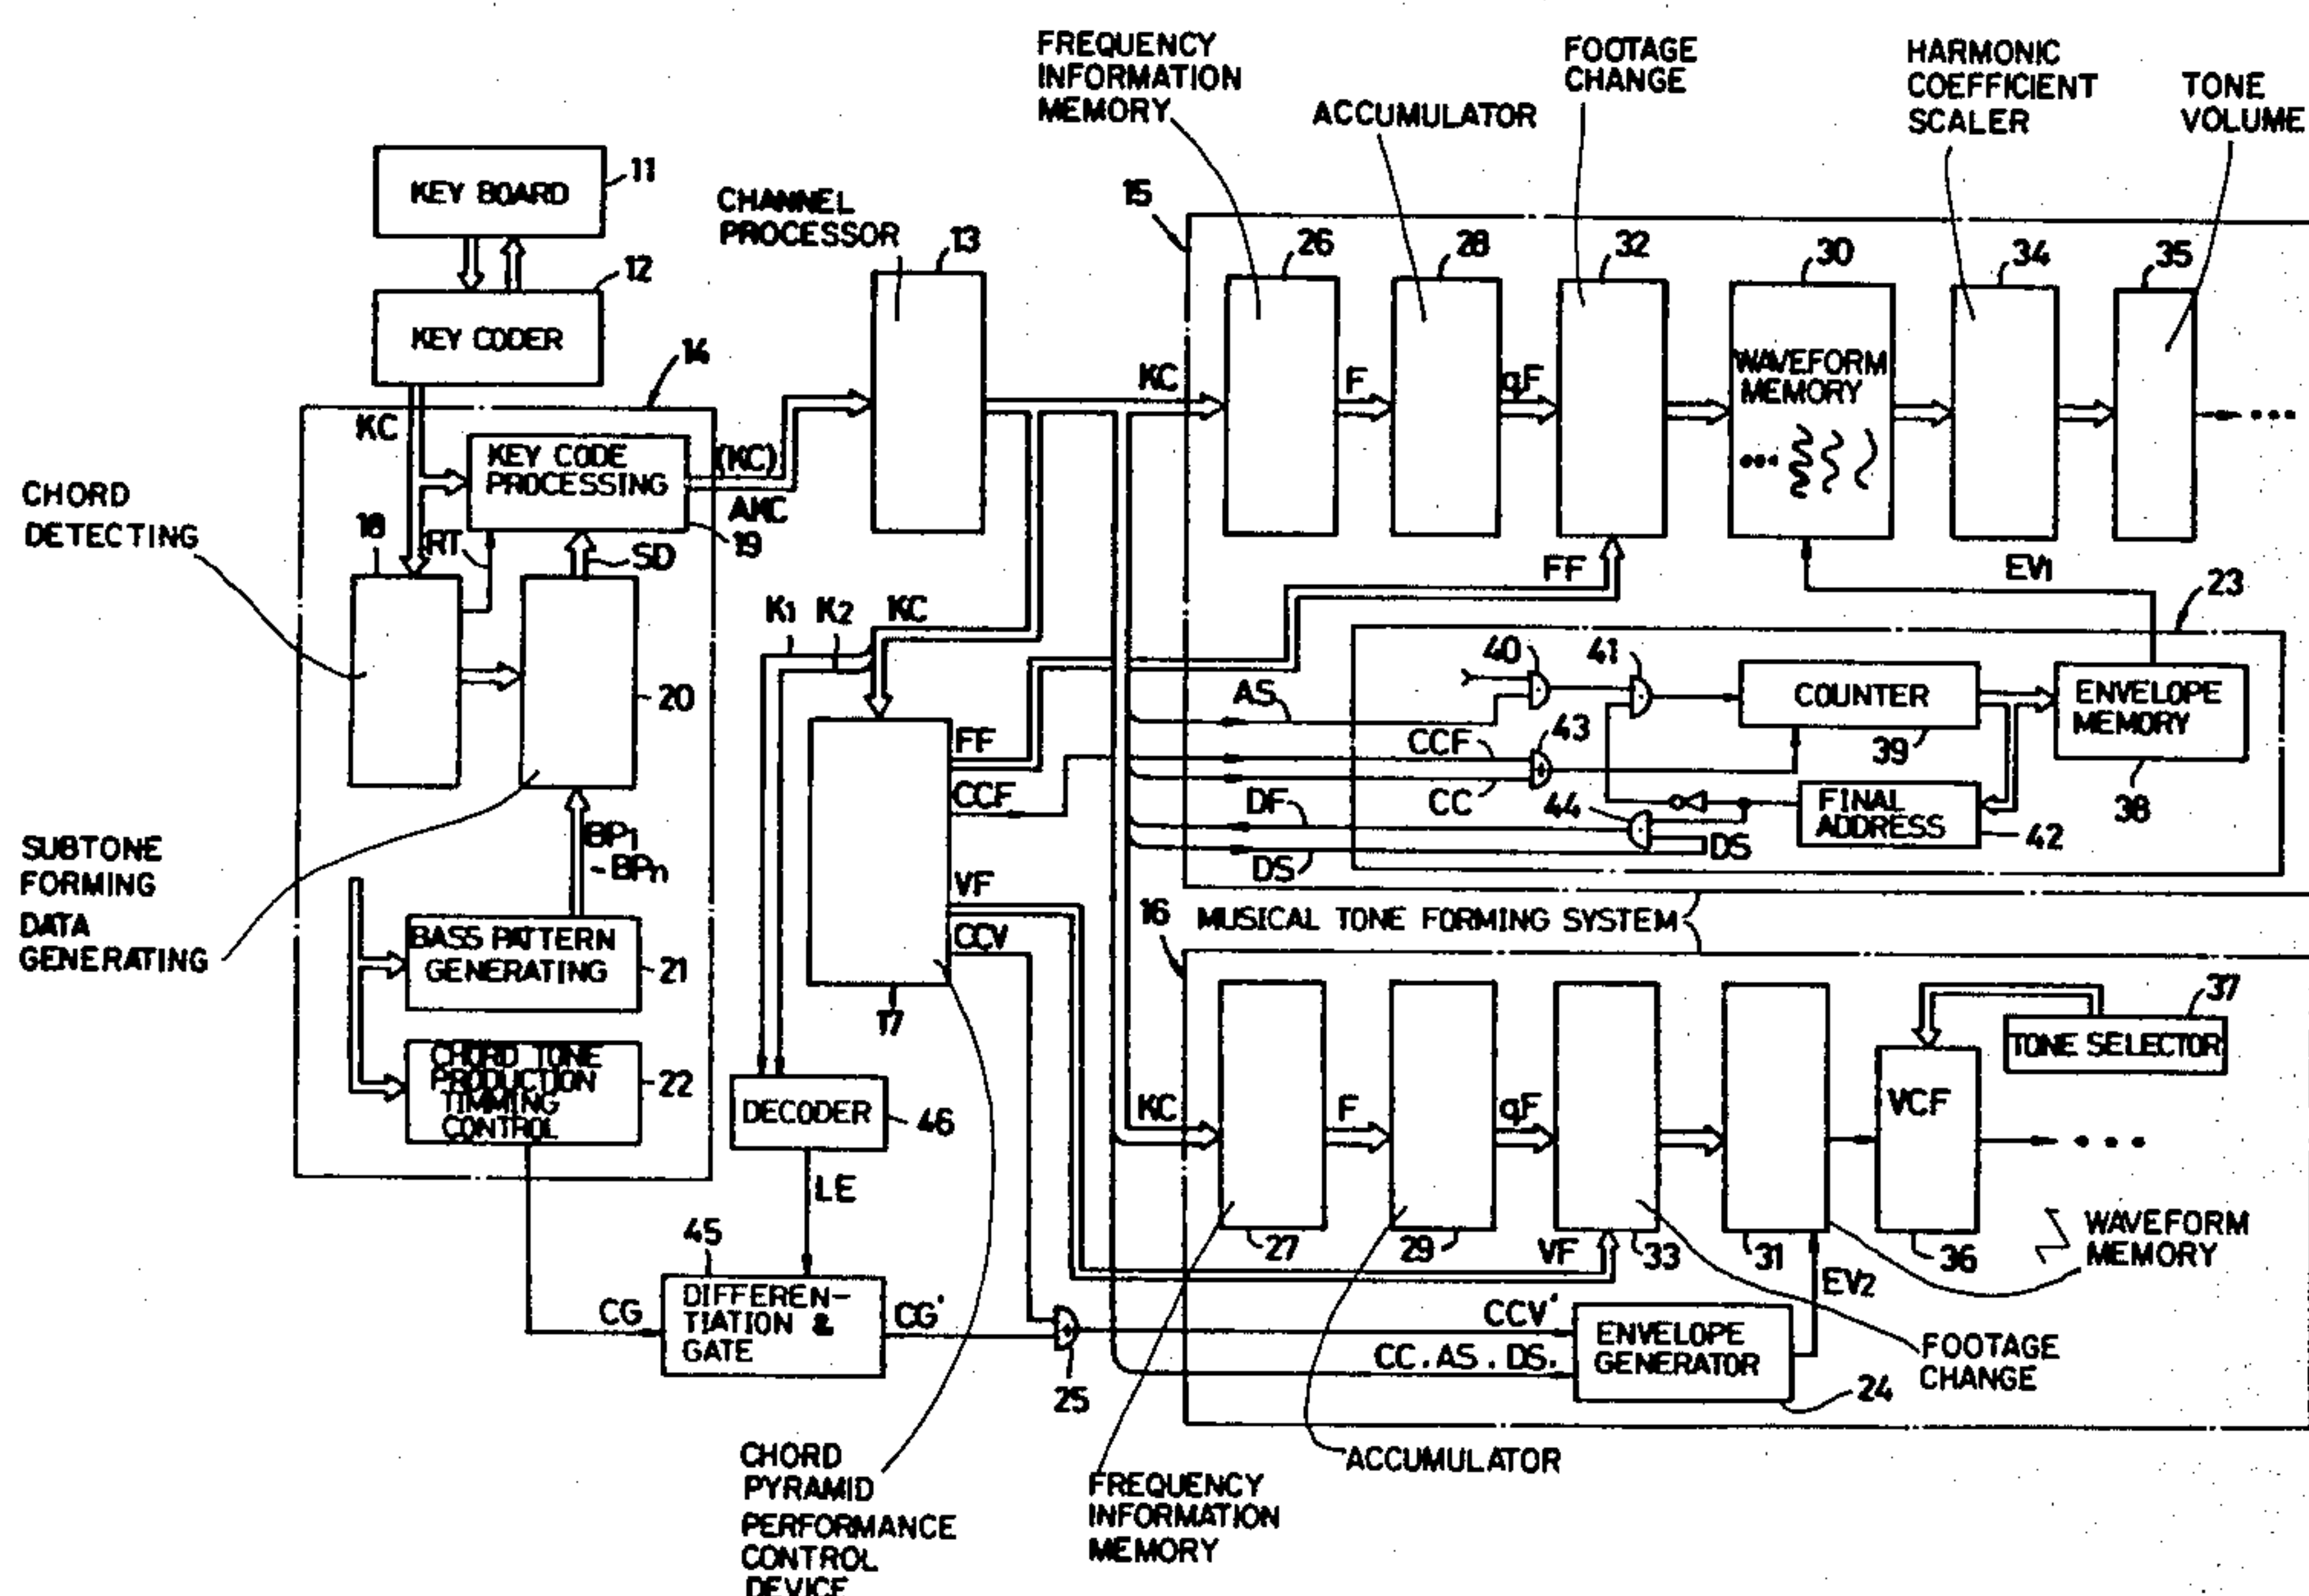 FREQUENCY
INFORMATION
MEMORY
ACCUMULATOR
FOOTAGE
CHANGE
HARMONIC
COEFFICIENT
SCALER
TONE
VOLUME
KEY BOARD
11
KEY CODER
12
14
CHANNEL
PROCESSOR
13
15
26
28
32
30
34
35
KC
KEY CODE
PROCESSING
19
(KC)
AKC
KC
F
qF
WAVEFORM
MEMORY
...
...
CHORD
DETECTING
18
RT
SD
20
K1
K2
KC
FF
EV1
23
40
41
AS
COUNTER
39
ENVELOPE
MEMORY
38
CCF
43
CC
DF
44
FINAL
ADDRESS
42
DS
DS
FF
CCF
VF
CCV
17
SUBTONE
FORMING
DATA
GENERATING
BP1
-BPn
BASS PATTERN
GENERATING
21
CHORD TONE
PRODUCTION
TIMMING
CONTROL
22
16
MUSICAL TONE FORMING SYSTEM
37
TONE SELECTOR
DECODER
46
LE
KC
F
qF
VCF
...
27
29
VF
33
31
36
WAVEFORM
MEMORY
EV2
45
CG
DIFFEREN-
TIATION &
GATE
CG'
25
CCV'
CC.AS.DS.
ENVELOPE
GENERATOR
24
FOOTAGE
CHANGE
CHORD
PYRAMID
PERFORMANCE
CONTROL
DEVICE
FREQUENCY
INFORMATION
MEMORY
ACCUMULATOR